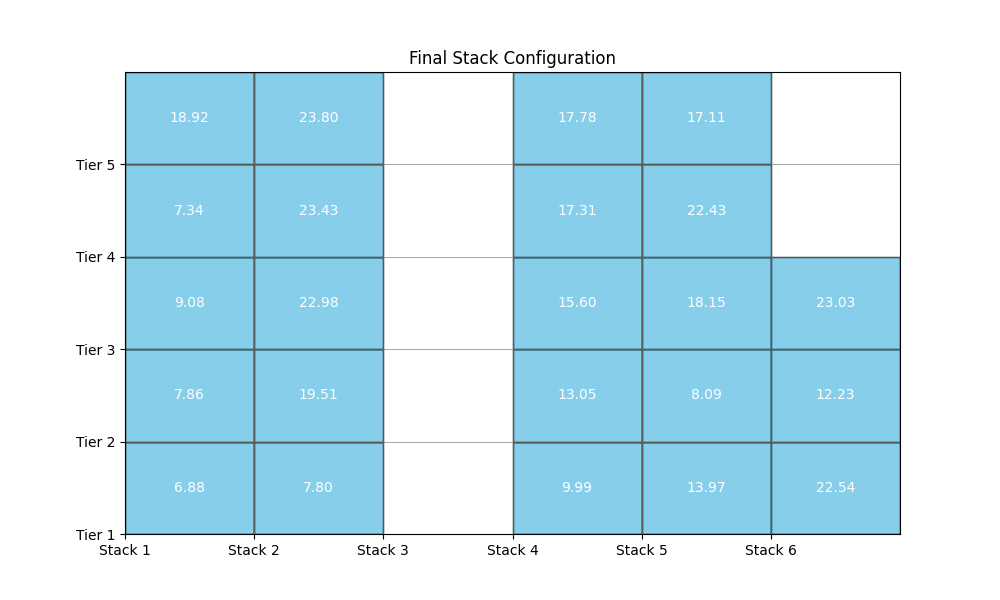 Final Stack Configuration
18.92 23.80 17.78 17.11
Tier 5
7.34 23.43 17.31 22.43
Tier 4
9.08 22.98 15.60 18.15 23.03
Tier 3
7.86 19.51 13.05 8.09 12.23
Tier 2
6.88 7.80 9.99 13.97 22.54
Tier 1
Stack 1 Stack 2 Stack 3 Stack 4 Stack 5 Stack 6